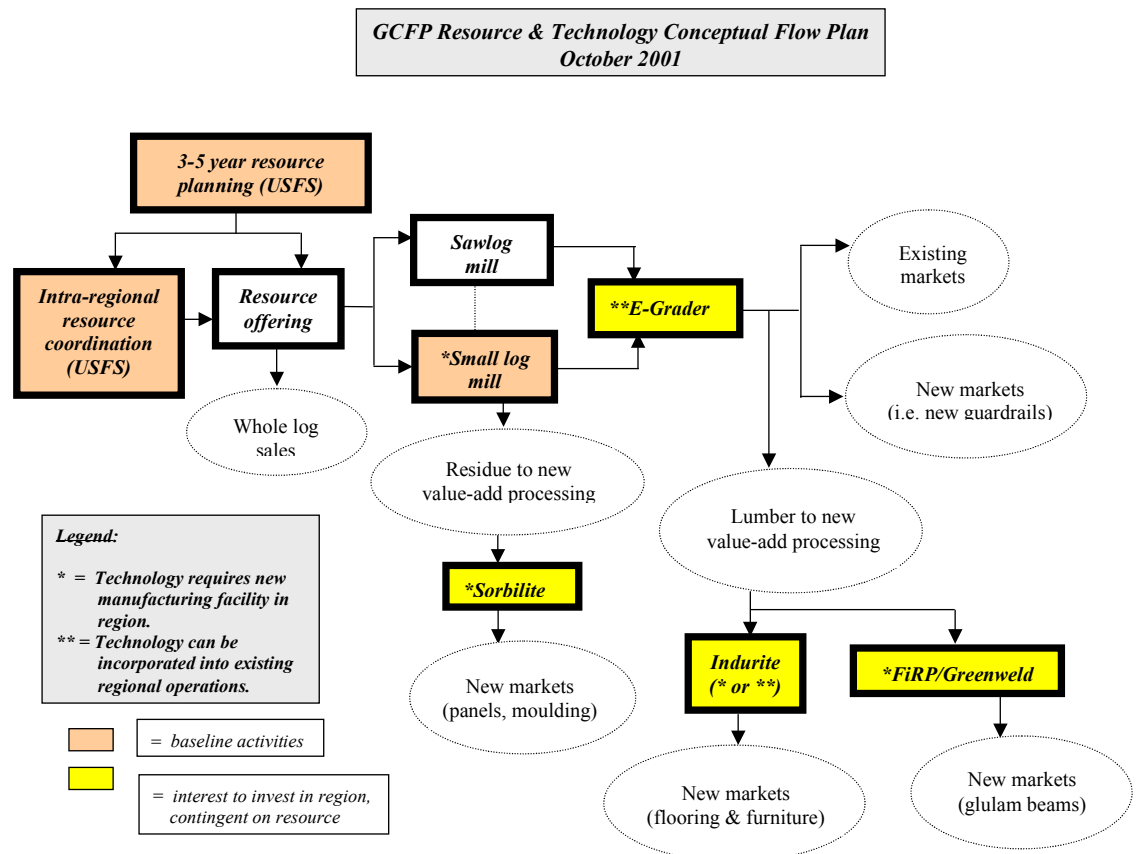 GCFP Resource & Technology Conceptual Flow Plan
October 2001
3-5 year resource
planning (USFS)
Intra-regional
resource
coordination
(USFS)
Resource
offering
Sawlog
mill
*Small log
mill
**E-Grader
Existing
markets
New markets
(i.e. new guardrails)
Whole log
sales
Residue to new
value-add processing
Lumber to new
value-add processing
Legend:
* = Technology requires new
manufacturing facility in
region.
** = Technology can be
incorporated into existing
regional operations.
= baseline activities
= interest to invest in region,
contingent on resource
*Sorbilite
New markets
(panels, moulding)
Indurite
(* or **)
*FiRP/Greenweld
New markets
(flooring & furniture)
New markets
(glulam beams)